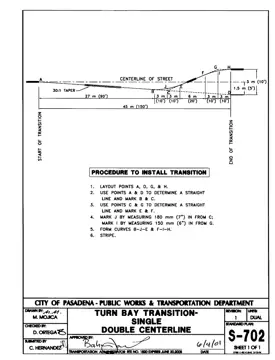 G
H
A
CENTERLINE OF STREET
3 m (10')
1.5 m (5')
20:1 TAPER
B
C
D
27 m (90')
3 m
3 m
6 m
3 m
3 m
(10')
(10')
(20')
(10')
(10')
45 m (150')
START OF TRANSITION
END OF TRANSITION
PROCEDURE TO INSTALL TRANSITION
1. LAYOUT POINTS A, D, G, & H.
2. USE POINTS A & D TO DETERMINE A STRAIGHT
LINE AND MARK B & C.
3. USE POINTS C & G TO DETERMINE A STRAIGHT
LINE AND MARK E & F.
4. MARK J BY MEASURING 180 mm (7") IN FROM C;
MARK I BY MEASURING 150 mm (6") IN FROM G.
5. FORM CURVES B-J-E & F-I-H.
6. STRIPE.
CITY OF PASADENA - PUBLIC WORKS & TRANSPORTATION DEPARTMENT
DRAWN BY
M. MOJICA
CHECKED BY:
D. ORTEGA
SUBMITTED BY
C. HERNANDEZ
TURN BAY TRANSITION-
SINGLE
DOUBLE CENTERLINE
APPROVED BY:
6/4/01
DATE
REVISION
1
UNITS
DUAL
STANDARD PLAN
S-702
SHEET 1 OF 1